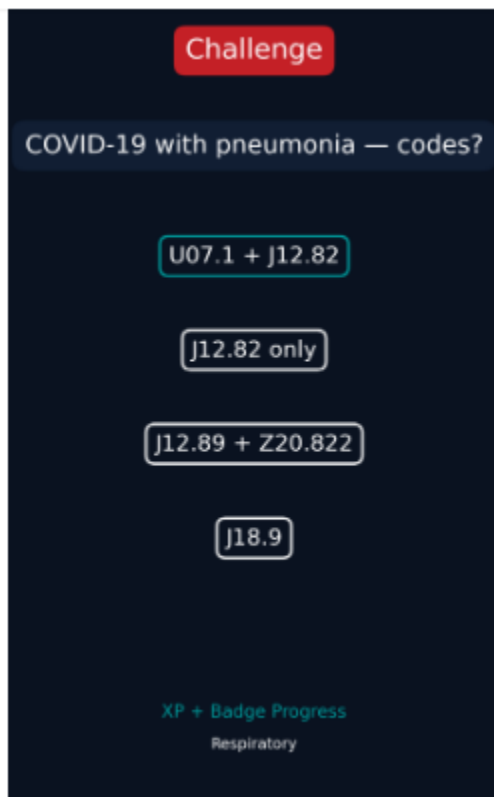 Challenge
COVID-19 with pneumonia — codes?
U07.1 + J12.82
J12.82 only
J12.89 + Z20.822
J18.9
XP + Badge Progress
Respiratory